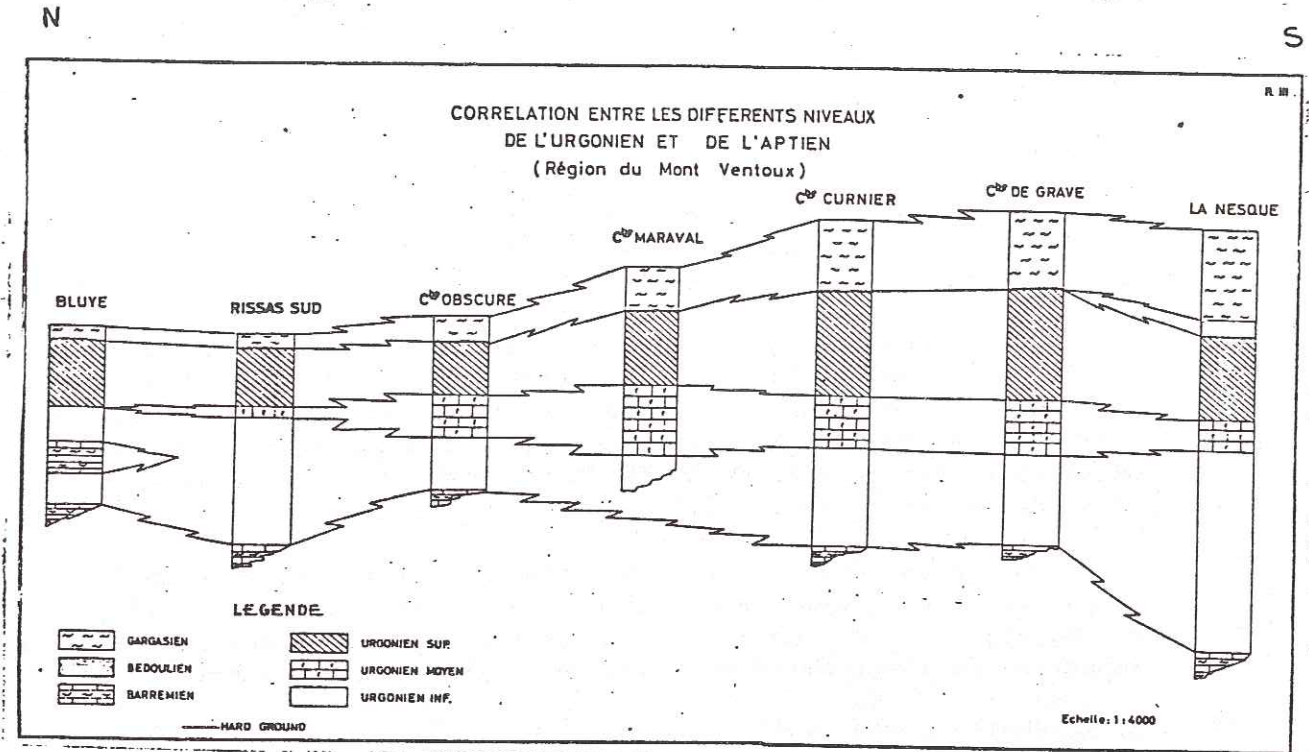 N
S
CORRELATION ENTRE LES DIFFERENTS NIVEAUX
DE L'URGONIEN ET DE L'APTIEN
(Région du Mont Ventoux)
BLUYE
RISSAS SUD
Cbe OBSCURE
Cbe MARAVAL
Cbe CURNIER
Cbe DE GRAVE
LA NESQUE
LEGENDE
GARGASIEN
BEDOULIEN
BARREMIEN
URGONIEN SUP.
URGONIEN MOYEN
URGONIEN INF.
HARD GROUND
Echelle: 1:4000